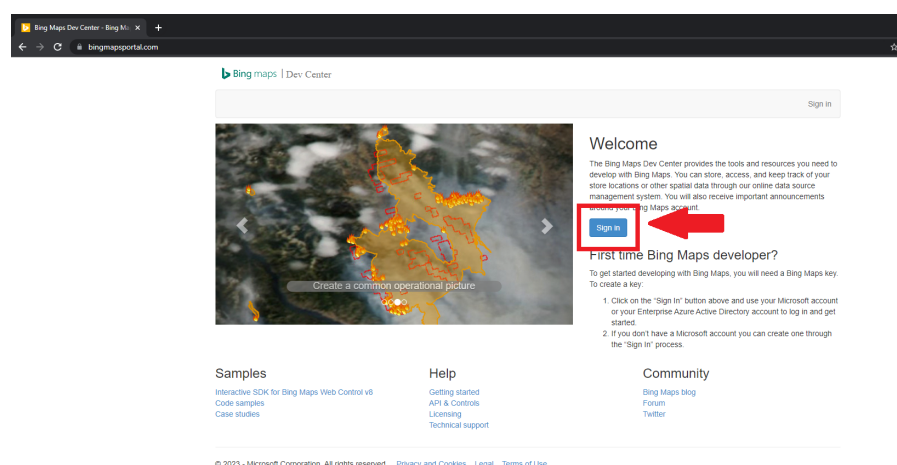 Bing Maps Dev Center - Bing Ma
bingmapsportal.com
Bing maps | Dev Center
Sign in
Create a common operational picture
Welcome
The Bing Maps Dev Center provides the tools and resources you need to
develop with Bing Maps. You can store, access, and keep track of your
store locations or other spatial data through our online data source
management system. You will also receive important announcements
around your Bing Maps account.
Sign in
First time Bing Maps developer?
To get started developing with Bing Maps, you will need a Bing Maps key.
To create a key:
1. Click on the "Sign In" button above and use your Microsoft account
or your Enterprise Azure Active Directory account to log in and get
started.
2. If you don't have a Microsoft account you can create one through
the "Sign In" process.
Samples
Interactive SDK for Bing Maps Web Control v8
Code samples
Case studies
Help
Getting started
API & Controls
Licensing
Technical support
Community
Bing Maps blog
Forum
Twitter
© 2023 - Microsoft Corporation. All rights reserved. Privacy and Cookies Legal Terms of Use